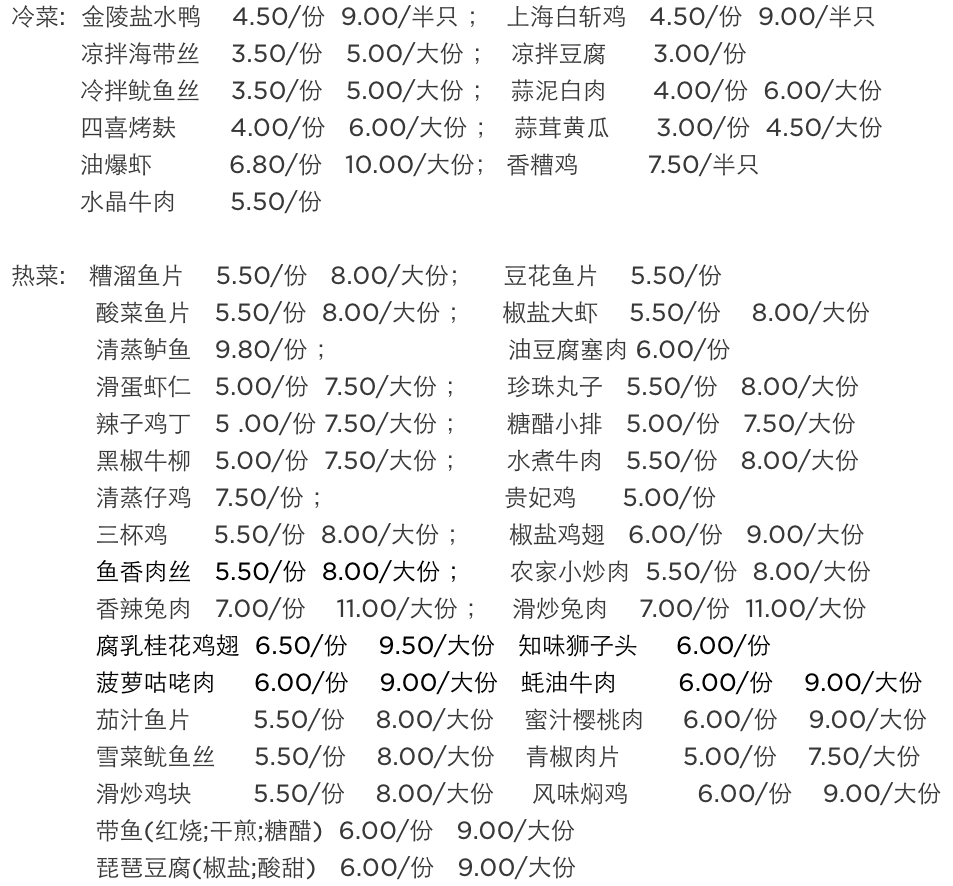 冷菜: 金陵盐水鸭 4.50/份 9.00/半只 ; 上海白斩鸡 4.50/份 9.00/半只
凉拌海带丝 3.50/份 5.00/大份 ; 凉拌豆腐 3.00/份
冷拌鱿鱼丝 3.50/份 5.00/大份 ; 蒜泥白肉 4.00/份 6.00/大份
四喜烤麸 4.00/份 6.00/大份 ; 蒜茸黄瓜 3.00/份 4.50/大份
油爆虾 6.80/份 10.00/大份; 香糟鸡 7.50/半只
水晶牛肉 5.50/份
热菜: 糟溜鱼片 5.50/份 8.00/大份; 豆花鱼片 5.50/份
酸菜鱼片 5.50/份 8.00/大份 ; 椒盐大虾 5.50/份 8.00/大份
清蒸鲈鱼 9.80/份 ; 油豆腐塞肉 6.00/份
滑蛋虾仁 5.00/份 7.50/大份 ; 珍珠丸子 5.50/份 8.00/大份
辣子鸡丁 5 .00/份 7.50/大份 ; 糖醋小排 5.00/份 7.50/大份
黑椒牛柳 5.00/份 7.50/大份 ; 水煮牛肉 5.50/份 8.00/大份
清蒸仔鸡 7.50/份 ; 贵妃鸡 5.00/份
三杯鸡 5.50/份 8.00/大份 ; 椒盐鸡翅 6.00/份 9.00/大份
鱼香肉丝 5.50/份 8.00/大份 ; 农家小炒肉 5.50/份 8.00/大份
香辣兔肉 7.00/份 11.00/大份 ; 滑炒兔肉 7.00/份 11.00/大份
腐乳桂花鸡翅 6.50/份 9.50/大份 知味狮子头 6.00/份
菠萝咕咾肉 6.00/份 9.00/大份 蚝油牛肉 6.00/份 9.00/大份
茄汁鱼片 5.50/份 8.00/大份 蜜汁樱桃肉 6.00/份 9.00/大份
雪菜鱿鱼丝 5.50/份 8.00/大份 青椒肉片 5.00/份 7.50/大份
滑炒鸡块 5.50/份 8.00/大份 风味焖鸡 6.00/份 9.00/大份
带鱼(红烧;干煎;糖醋) 6.00/份 9.00/大份
琵琶豆腐(椒盐;酸甜) 6.00/份 9.00/大份